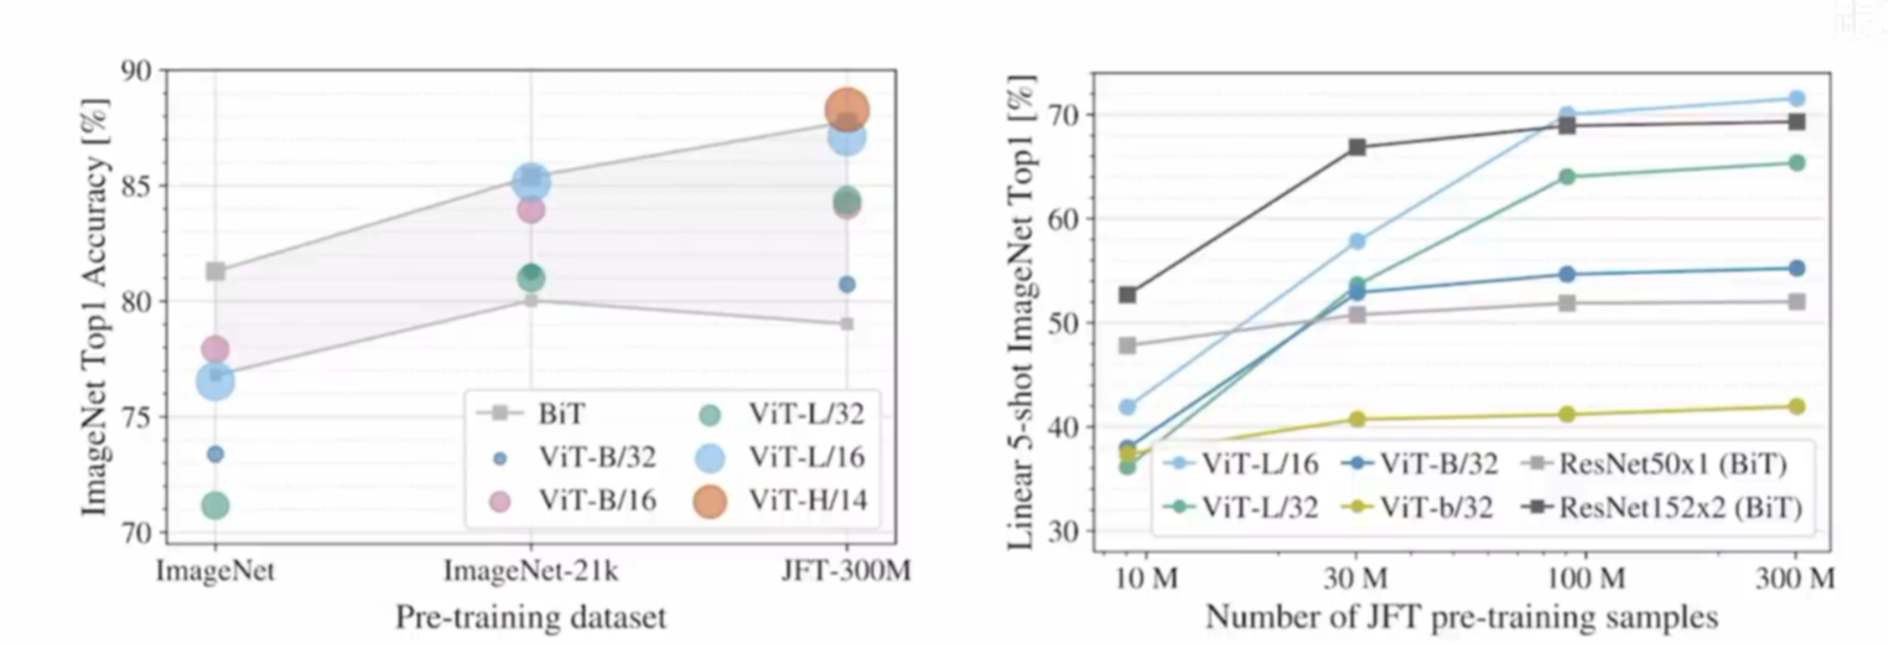 ImageNet Top1 Accuracy [%]
90
85
80
75
70
BiT
ViT-B/32
ViT-B/16
ViT-L/32
ViT-L/16
ViT-H/14
ImageNet
ImageNet-21k
JFT-300M
Pre-training dataset
Linear 5-shot ImageNet Top1 [%]
70
60
50
40
30
ViT-L/16
ViT-B/32
ResNet50x1 (BiT)
ViT-L/32
ViT-b/32
ResNet152x2 (BiT)
10 M
30 M
100 M
300 M
Number of JFT pre-training samples